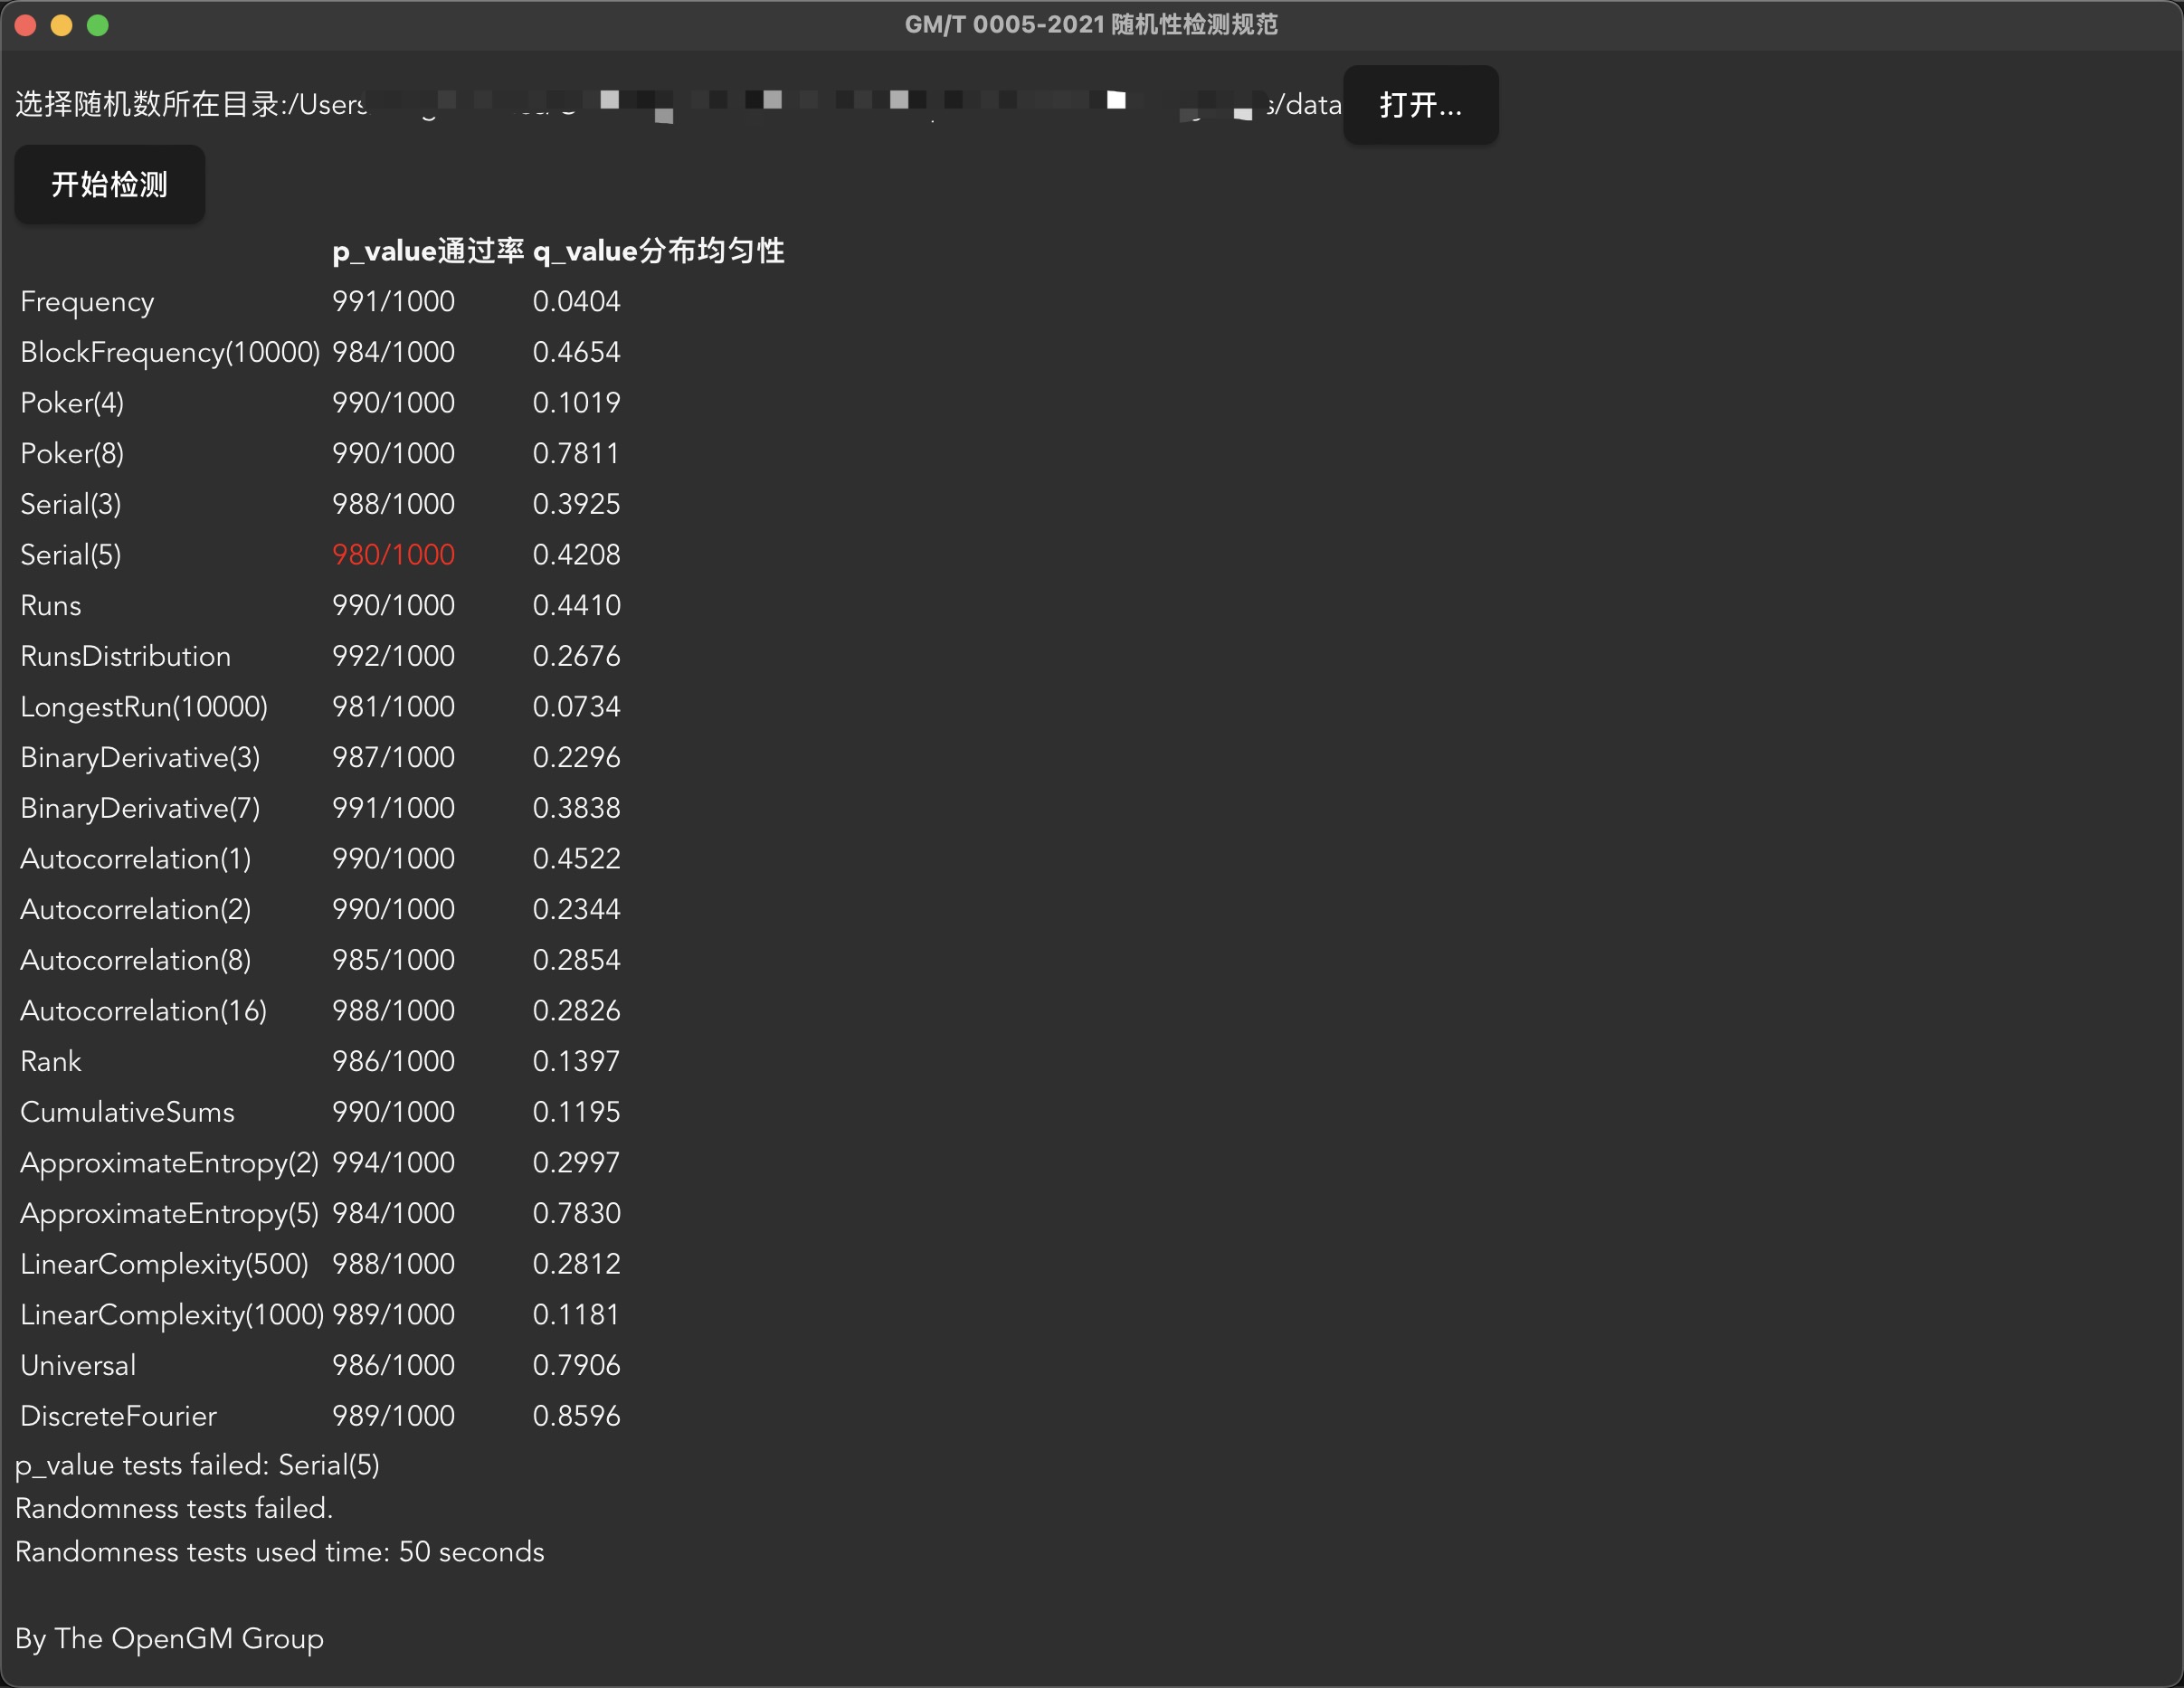 GM/T 0005-2021 随机性检测规范
选择随机数所在目录:/Users s/data 打开...
开始检测
p_value通过率 q_value分布均匀性
Frequency 991/1000 0.0404
BlockFrequency(10000) 984/1000 0.4654
Poker(4) 990/1000 0.1019
Poker(8) 990/1000 0.7811
Serial(3) 988/1000 0.3925
Serial(5) 980/1000 0.4208
Runs 990/1000 0.4410
RunsDistribution 992/1000 0.2676
LongestRun(10000) 981/1000 0.0734
BinaryDerivative(3) 987/1000 0.2296
BinaryDerivative(7) 991/1000 0.3838
Autocorrelation(1) 990/1000 0.4522
Autocorrelation(2) 990/1000 0.2344
Autocorrelation(8) 985/1000 0.2854
Autocorrelation(16) 988/1000 0.2826
Rank 986/1000 0.1397
CumulativeSums 990/1000 0.1195
ApproximateEntropy(2) 994/1000 0.2997
ApproximateEntropy(5) 984/1000 0.7830
LinearComplexity(500) 988/1000 0.2812
LinearComplexity(1000) 989/1000 0.1181
Universal 986/1000 0.7906
DiscreteFourier 989/1000 0.8596
p_value tests failed: Serial(5)
Randomness tests failed.
Randomness tests used time: 50 seconds
By The OpenGM Group